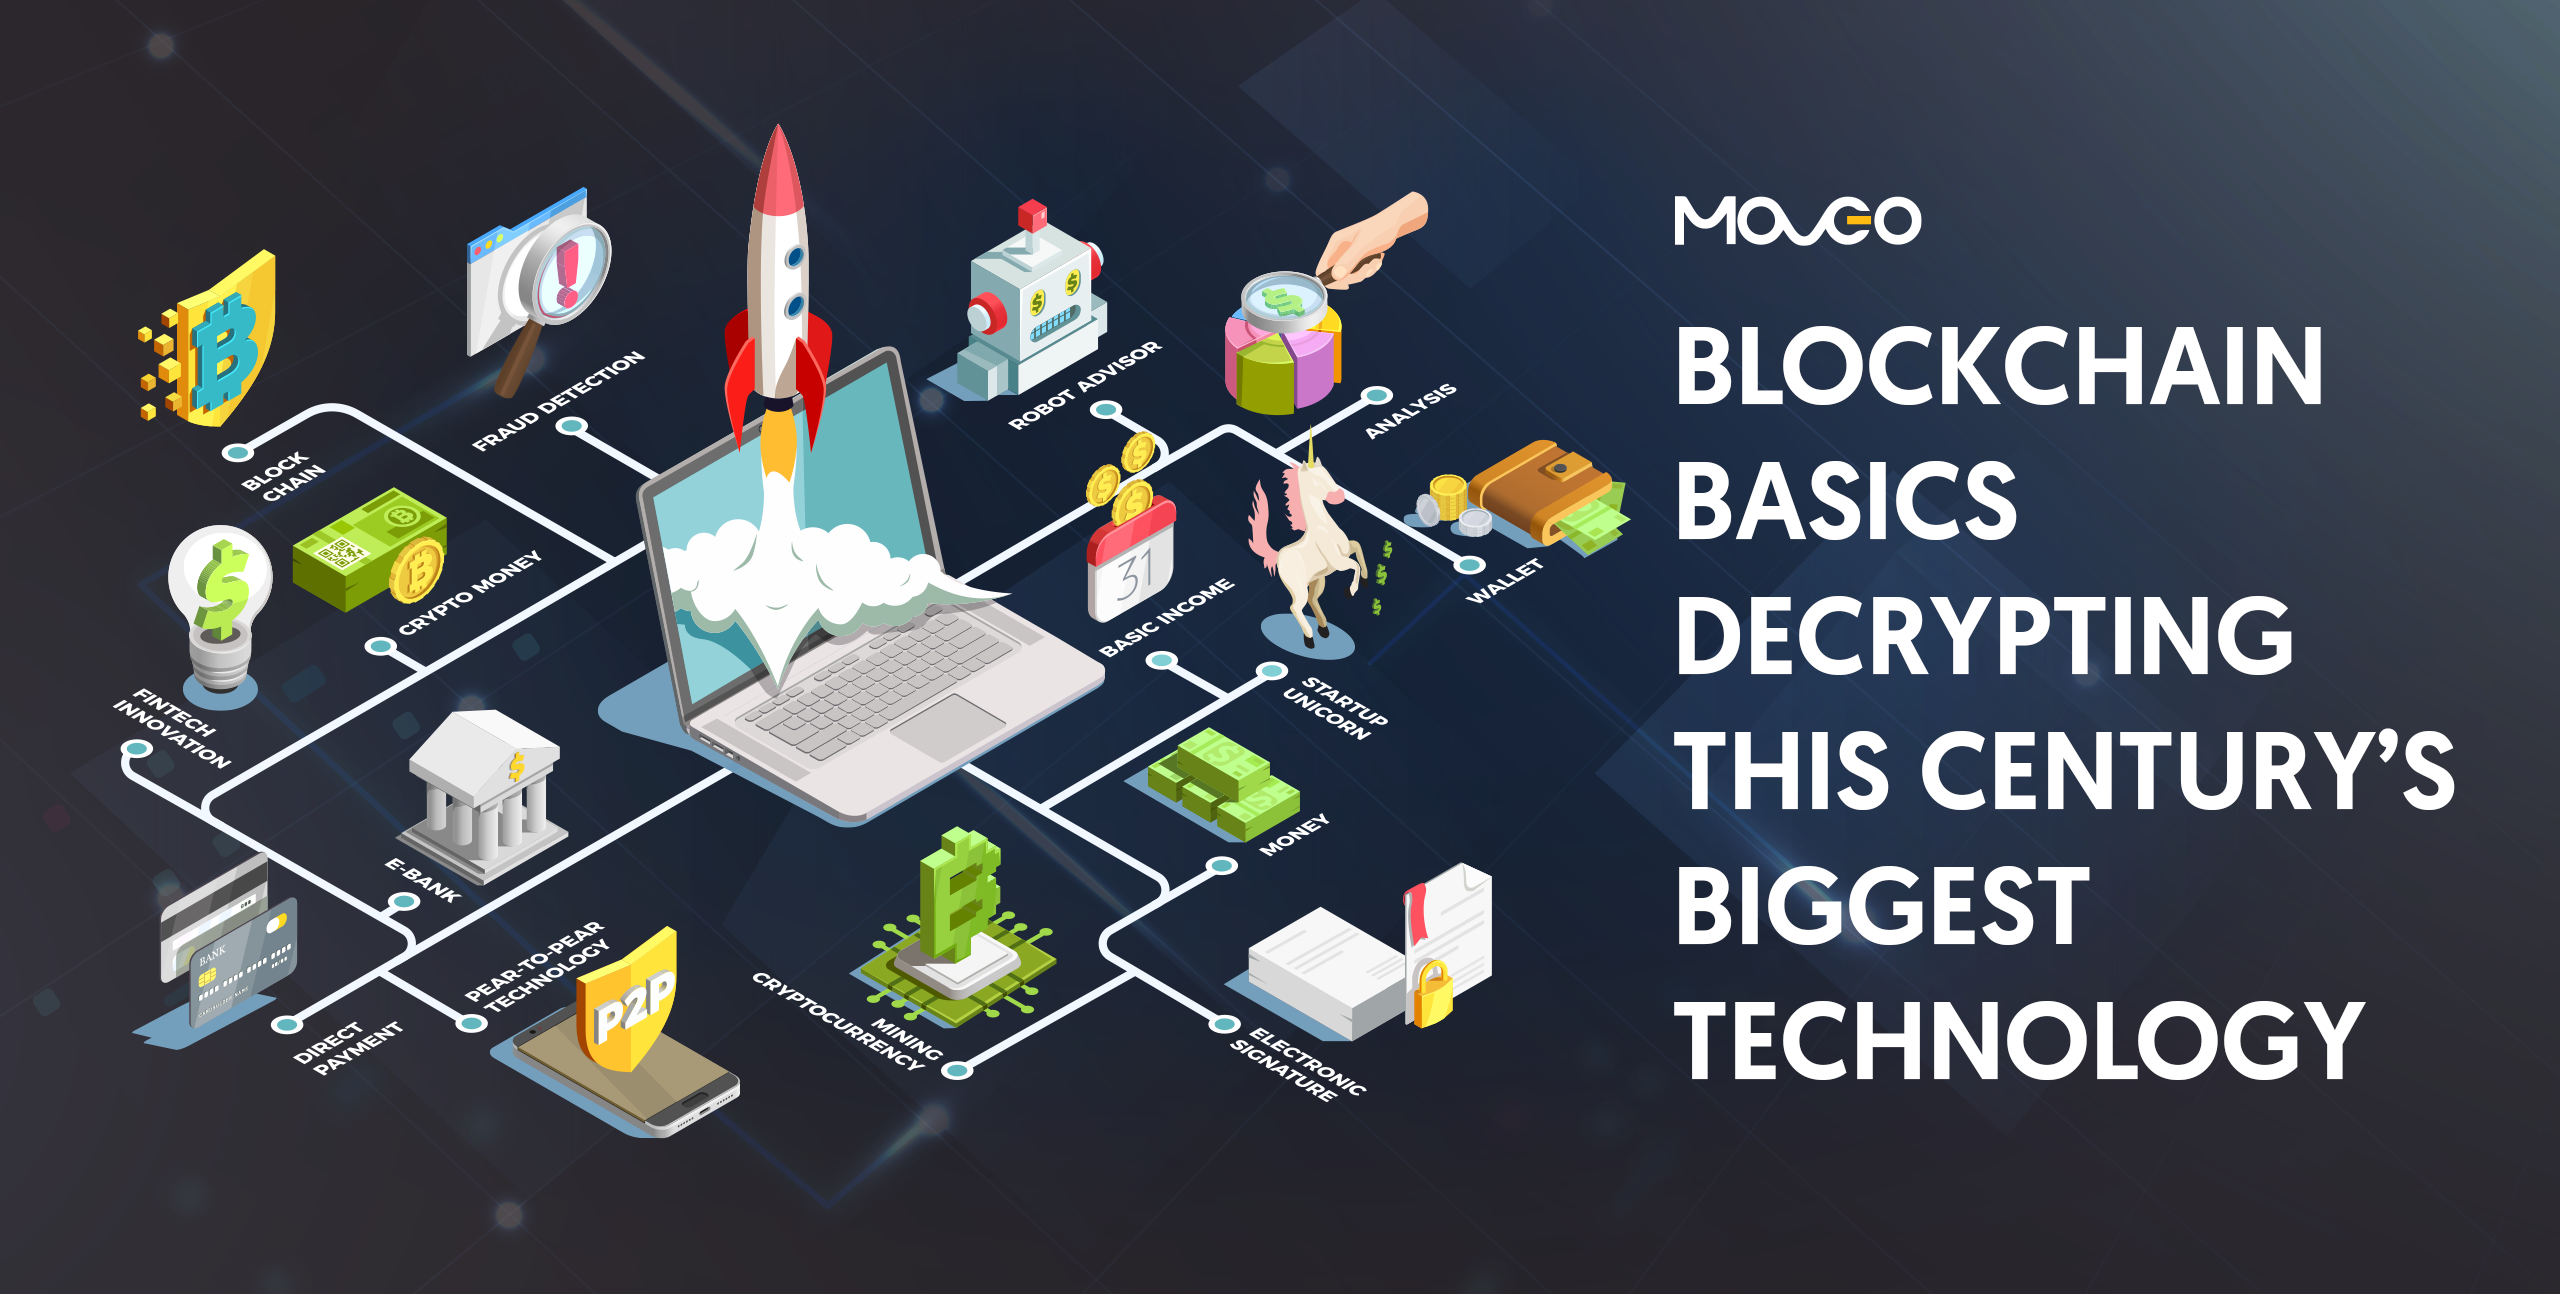 MOVGO
BLOCKCHAIN
BASICS
DECRYPTING
THIS CENTURY'S
BIGGEST
TECHNOLOGY
BLOCK
CHAIN
FRAUD DETECTION
ROBOT ADVISOR
ANALYSIS
CRYPTO MONEY
31
BASIC INCOME
WALLET
FINTECH
INNOVATION
STARTUP
UNICORN
E-BANK
MONEY
BANK
DIRECT
PAYMENT
PEAR-TO-PEAR
TECHNOLOGY
P2P
MINING
CRYPTOCURRENCY
ELECTRONIC
SIGNATURE